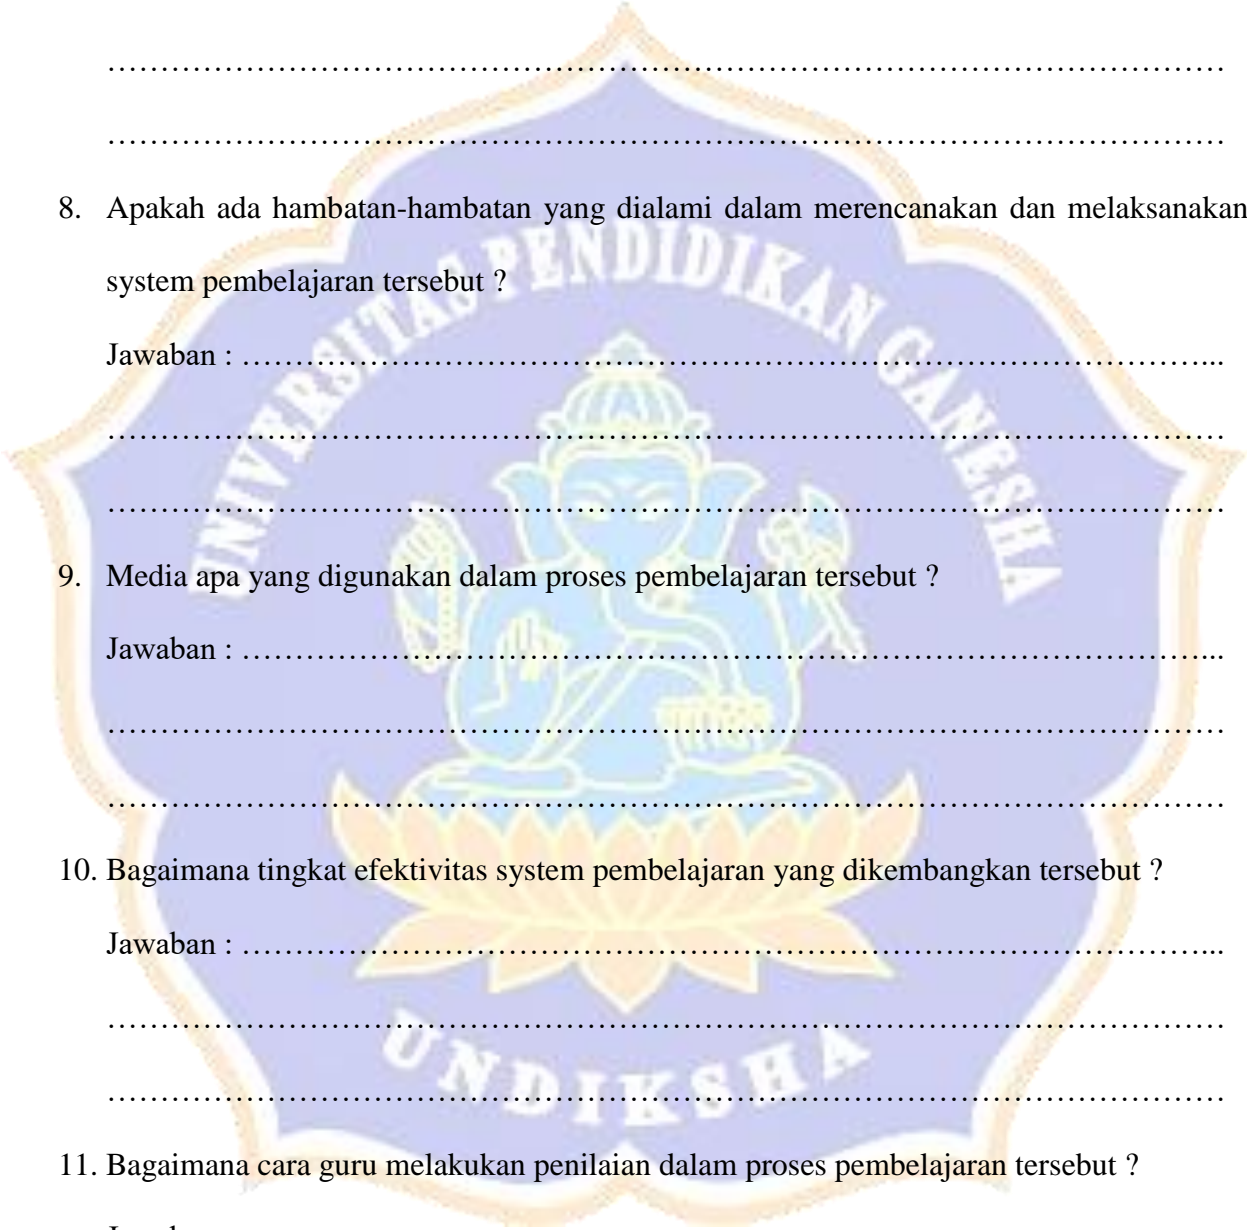 …………………………………………………………………………………………
…………………………………………………………………………………………
8. Apakah ada hambatan-hambatan yang dialami dalam merencanakan dan melaksanakan
system pembelajaran tersebut ?
Jawaban : ……………………………………………………………………………...
…………………………………………………………………………………………
…………………………………………………………………………………………
9. Media apa yang digunakan dalam proses pembelajaran tersebut ?
Jawaban : ……………………………………………………………………………...
…………………………………………………………………………………………
…………………………………………………………………………………………
10. Bagaimana tingkat efektivitas system pembelajaran yang dikembangkan tersebut ?
Jawaban : ……………………………………………………………………………...
…………………………………………………………………………………………
…………………………………………………………………………………………
11. Bagaimana cara guru melakukan penilaian dalam proses pembelajaran tersebut ?
UNIVERSITAS PENDIDIKAN GANESHA
UNDIKSHA